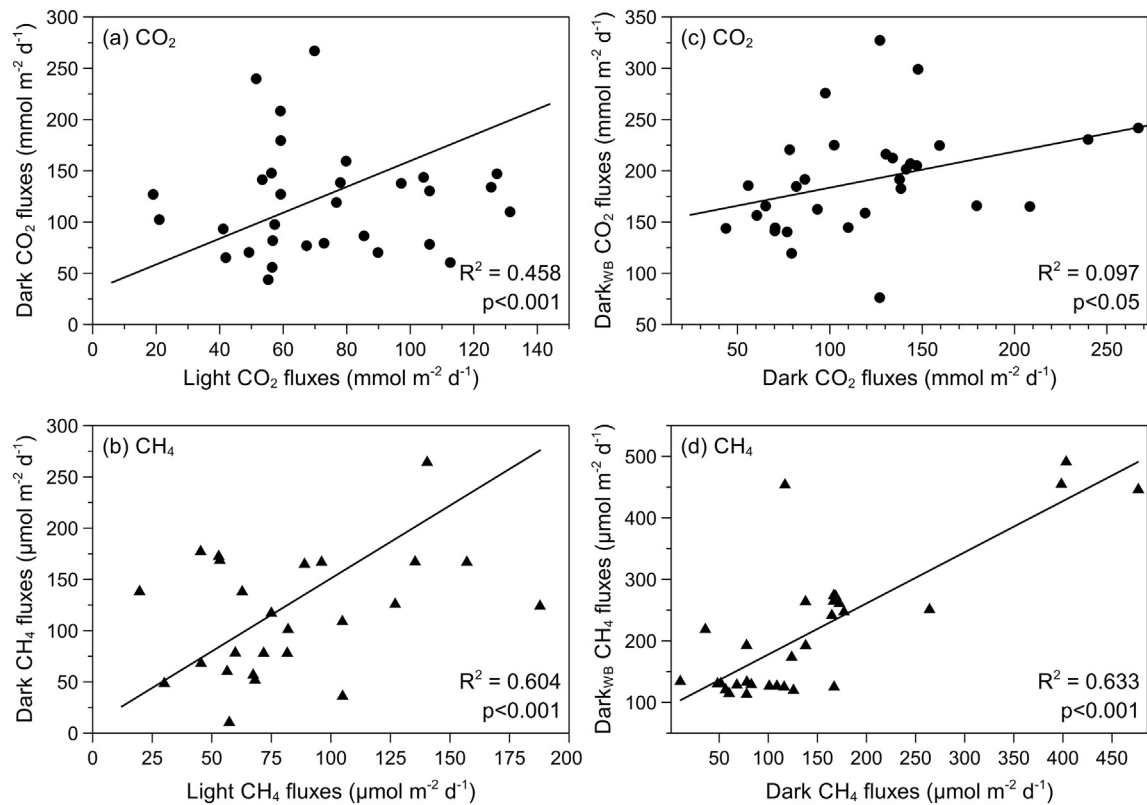 (a) CO₂
300
250
200
150
100
50
0
Dark CO₂ fluxes (mmol m⁻² d⁻¹)
R² = 0.458
p<0.001
0 20 40 60 80 100 120 140
Light CO₂ fluxes (mmol m⁻² d⁻¹)
(c) CO₂
350
300
250
200
150
100
50
Dark_WB CO₂ fluxes (mmol m⁻² d⁻¹)
R² = 0.097
p<0.05
50 100 150 200 250
Dark CO₂ fluxes (mmol m⁻² d⁻¹)
(b) CH₄
300
250
200
150
100
50
0
Dark CH₄ fluxes (μmol m⁻² d⁻¹)
R² = 0.604
p<0.001
0 25 50 75 100 125 150 175 200
Light CH₄ fluxes (μmol m⁻² d⁻¹)
(d) CH₄
500
400
300
200
100
Dark_WB CH₄ fluxes (μmol m⁻² d⁻¹)
R² = 0.633
p<0.001
50 100 150 200 250 300 350 400 450
Dark CH₄ fluxes (μmol m⁻² d⁻¹)